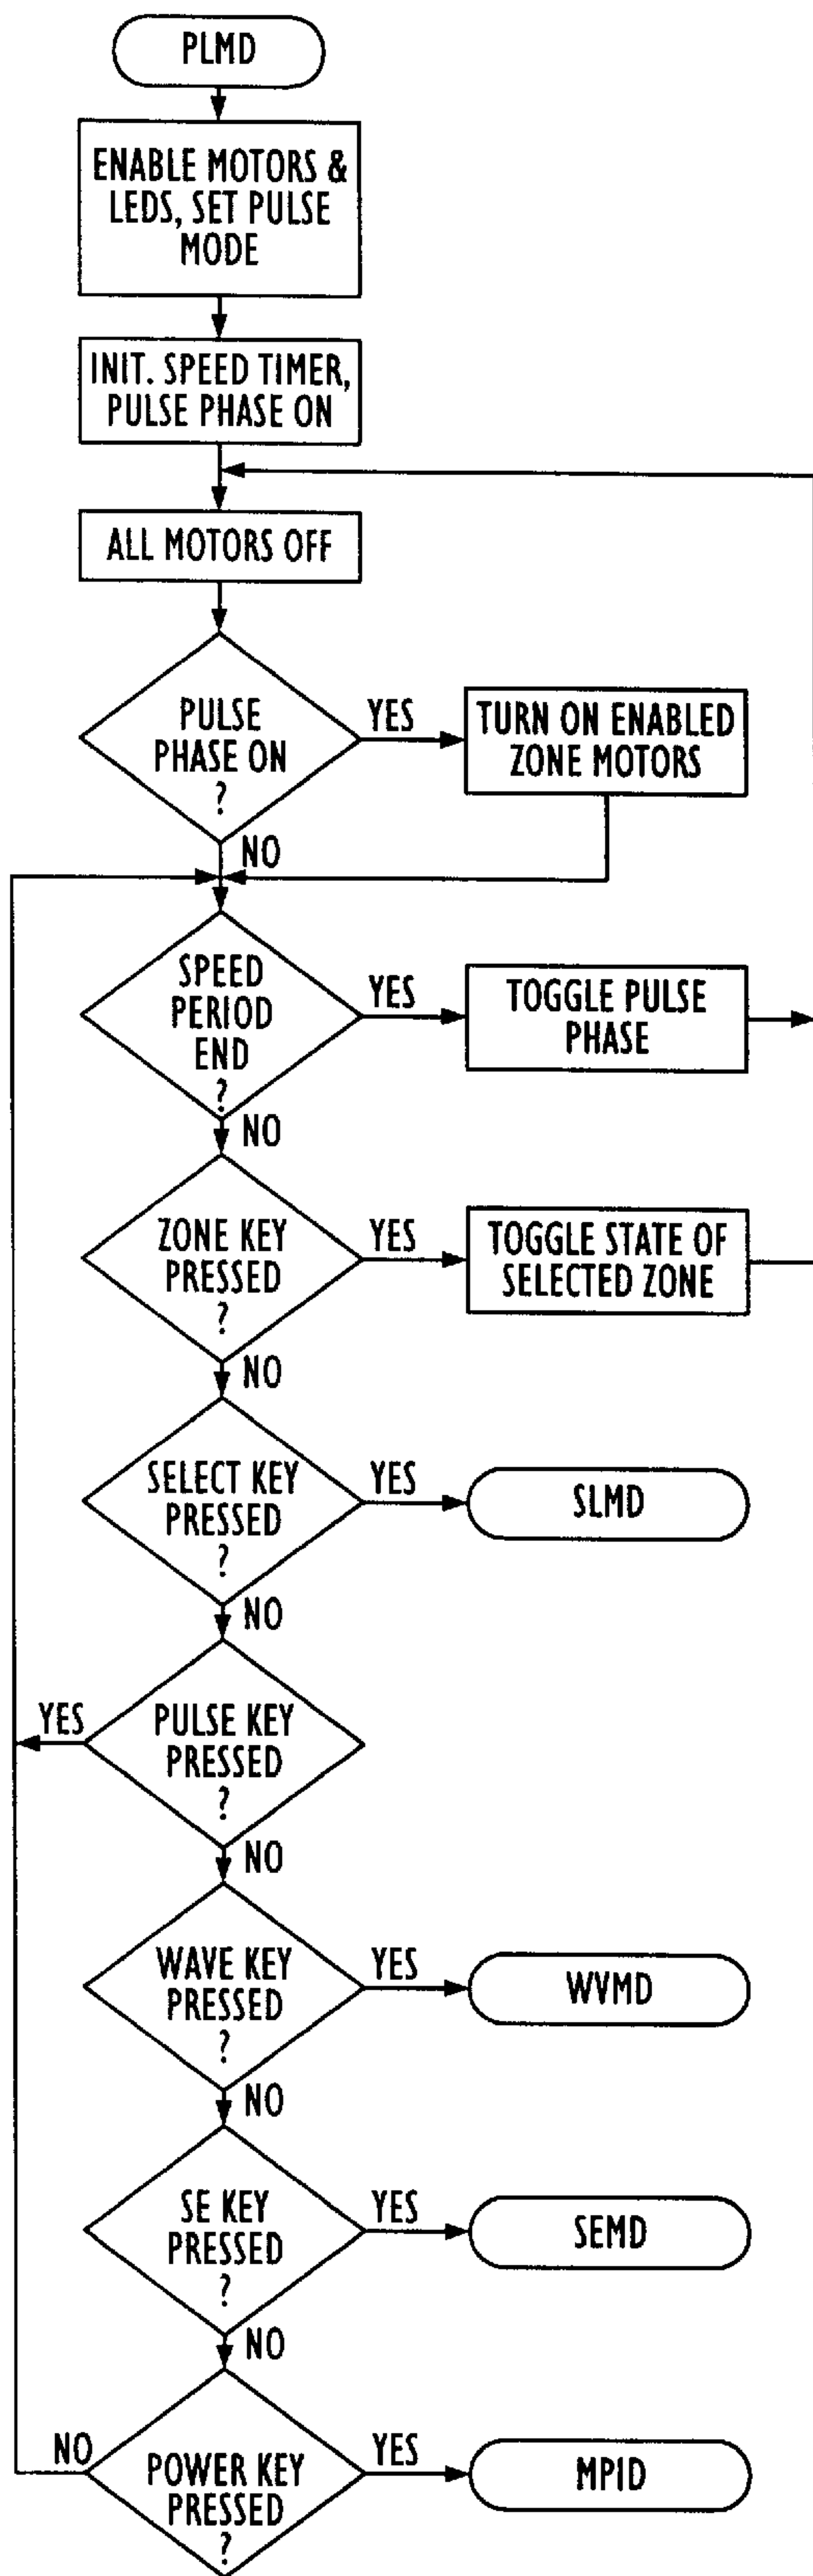 PLMD
ENABLE MOTORS &
LEDS, SET PULSE
MODE
INIT. SPEED TIMER,
PULSE PHASE ON
ALL MOTORS OFF
PULSE
PHASE ON
?
YES
TURN ON ENABLED
ZONE MOTORS
NO
SPEED
PERIOD
END
?
YES
TOGGLE PULSE
PHASE
NO
ZONE KEY
PRESSED
?
YES
TOGGLE STATE OF
SELECTED ZONE
NO
SELECT KEY
PRESSED
?
YES
SLMD
NO
YES
PULSE KEY
PRESSED
?
NO
WAVE KEY
PRESSED
?
YES
WVMD
NO
SE KEY
PRESSED
?
YES
SEMD
NO
NO
POWER KEY
PRESSED
?
YES
MPID